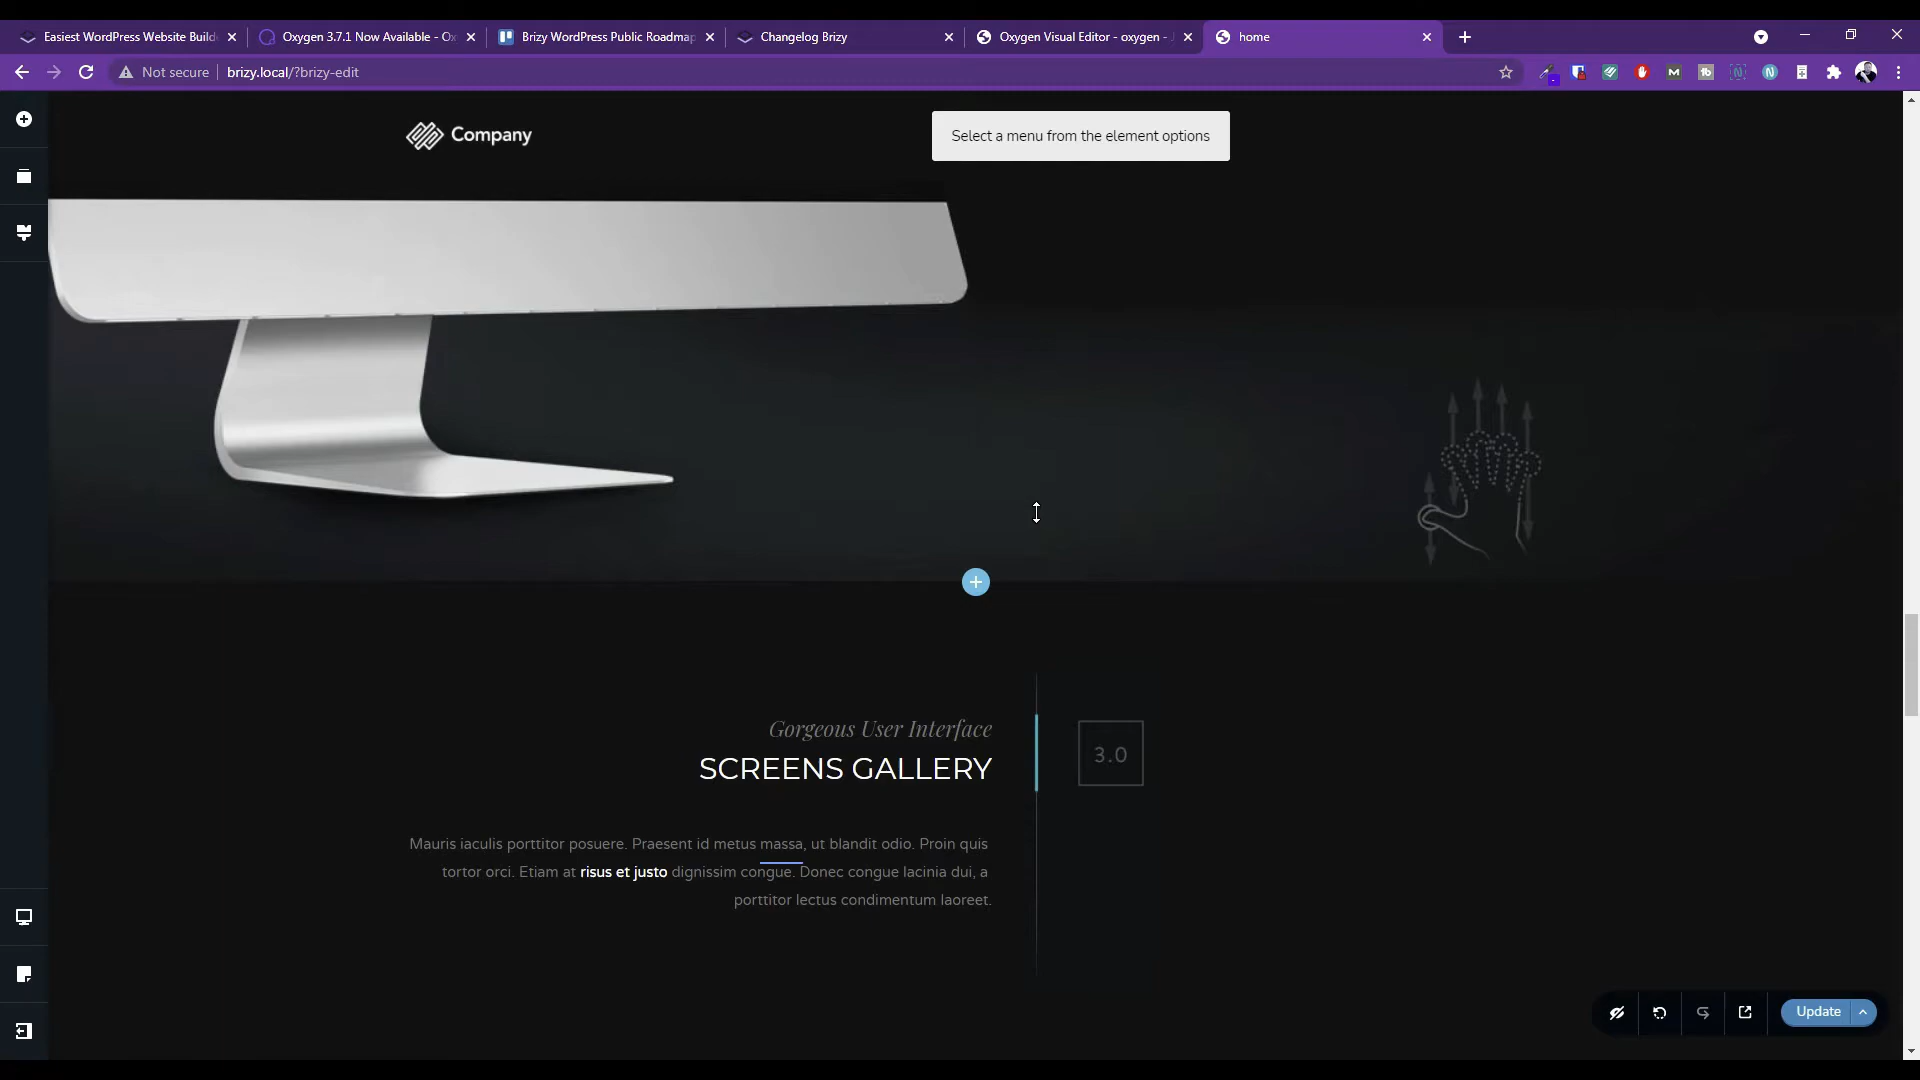 Easiest WordPress Website Builde
Oxygen 3.7.1 Now Available - Ox
Brizy WordPress Public Roadmap
Changelog Brizy
Oxygen Visual Editor - oxygen - J
home
Not secure
brizy.local/?brizy-edit
Company
Select a menu from the element options
Gorgeous User Interface
SCREENS GALLERY
3.0
Mauris iaculis porttitor posuere. Praesent id metus massa, ut blandit odio. Proin quis
tortor orci. Etiam at risus et justo dignissim congue. Donec congue lacinia dui, a
porttitor lectus condimentum laoreet.
Update